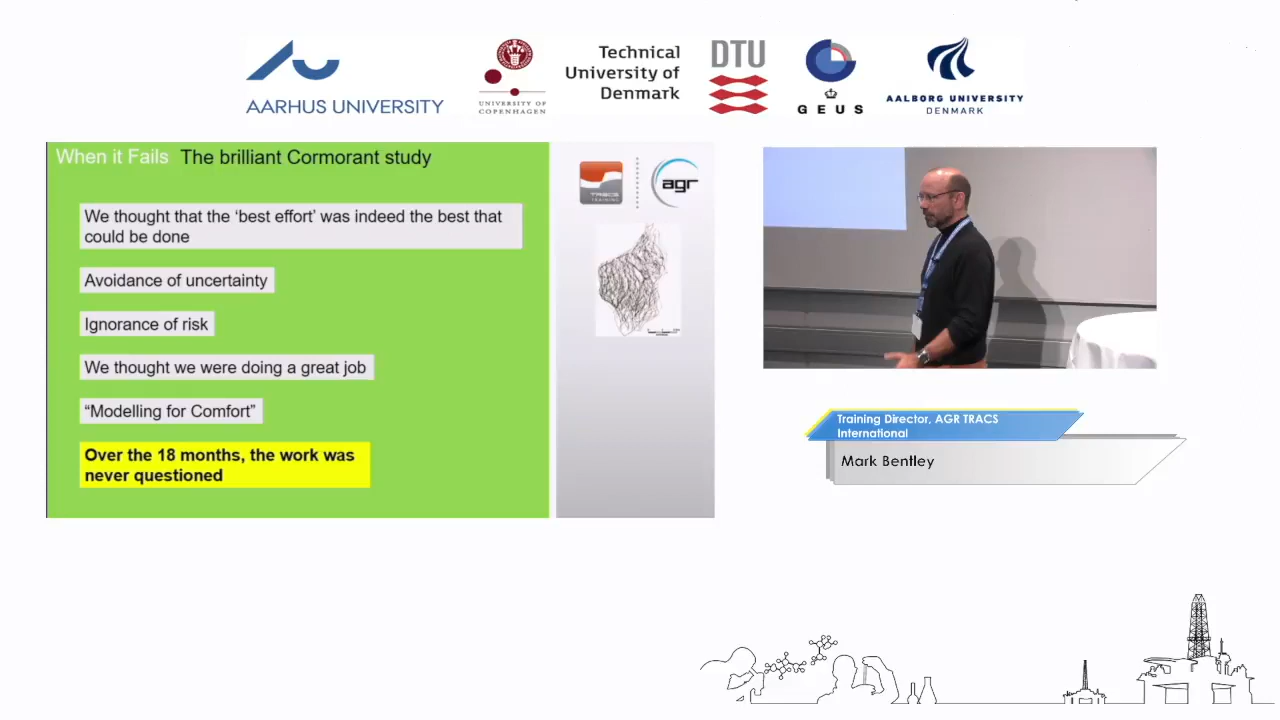 AARHUS UNIVERSITY
UNIVERSITY OF
COPENHAGEN
Technical
University of
Denmark
DTU
GEUS
AALBORG UNIVERSITY
DENMARK
When it Fails The brilliant Cormorant study
We thought that the ‘best effort’ was indeed the best that
could be done
Avoidance of uncertainty
Ignorance of risk
We thought we were doing a great job
“Modelling for Comfort”
Over the 18 months, the work was
never questioned
TRACS
TRAINING
agr
Training Director, AGR TRACS
International
Mark Bentley